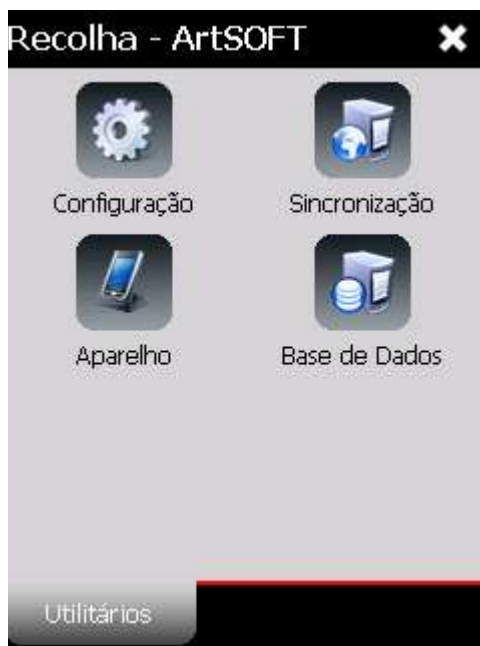 Recolha - ArtSOFT
Configuração
Sincronização
Aparelho
Base de Dados
Utilitários